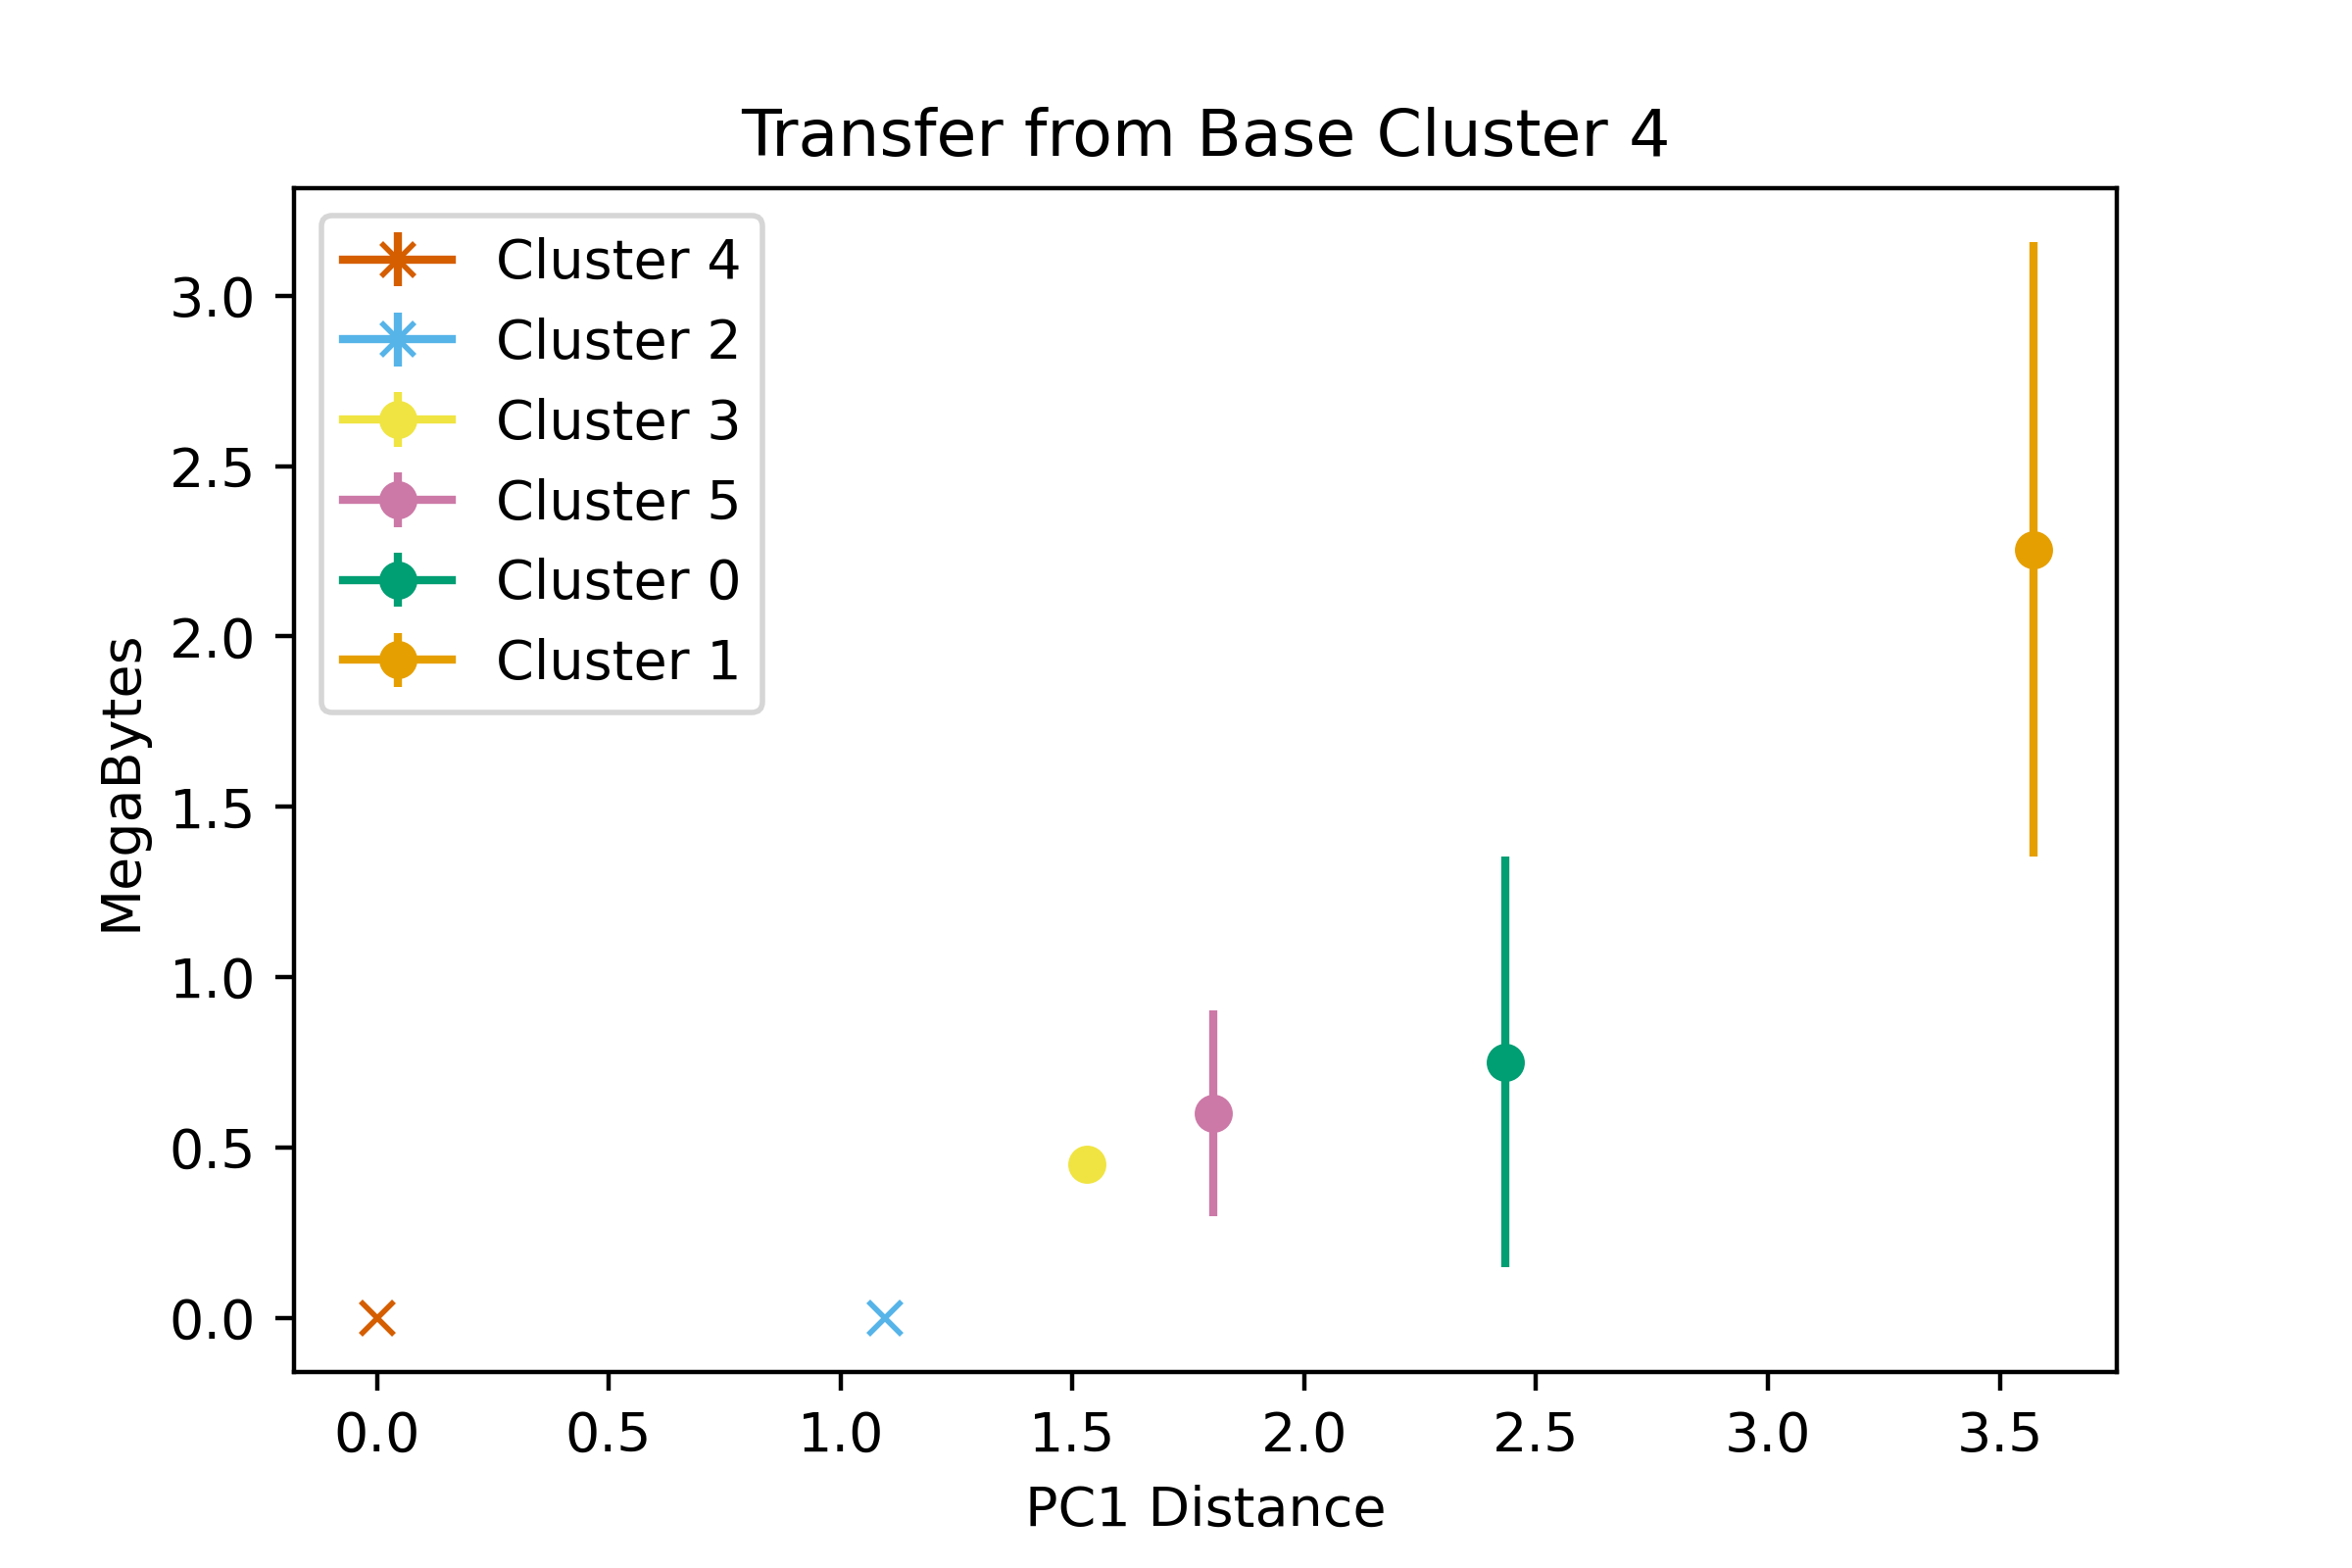 Transfer from Base Cluster 4
Cluster 4
Cluster 2
Cluster 3
Cluster 5
Cluster 0
Cluster 1
MegaBytes
3.0
2.5
2.0
1.5
1.0
0.5
0.0
0.0 0.5 1.0 1.5 2.0 2.5 3.0 3.5
PC1 Distance